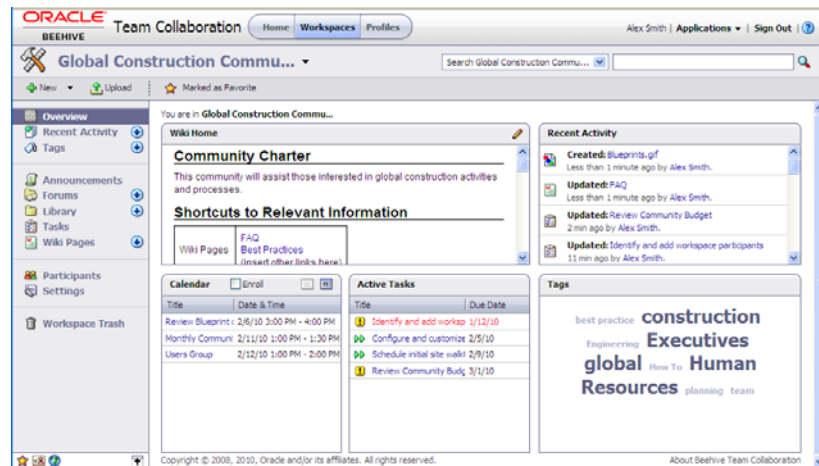 ORACLE
BEEHIVE
Team Collaboration
Home Workspaces Profiles
Alex Smith | Applications | Sign Out |
Global Construction Commu...
Search Global Construction Commu...
New Upload Marked as Favorite
Overview
Recent Activity
Tags
Announcements
Forums
Library
Tasks
Wiki Pages
Participants
Settings
Workspace Trash
You are in Global Construction Commu...
Wiki Home
Community Charter
This community will assist those interested in global construction activities
and processes.
Shortcuts to Relevant Information
Wiki Pages
FAQ
Best Practices
(insert other links here)
Recent Activity
Created: Blueprints.gif
Less than 1 minute ago by Alex Smith.
Updated: FAQ
Less than 1 minute ago by Alex Smith.
Updated: Review Community Budget
2 min ago by Alex Smith.
Updated: Identify and add workspace participants
11 min ago by Alex Smith.
Calendar Enrol
Title Date & Time
Review Blueprint 2/6/10 3:00 PM - 4:00 PM
Monthly Communi 2/11/10 1:00 PM - 1:30 PM
Users Group 2/12/10 1:00 PM - 2:00 PM
Active Tasks
Title Due Date
Identify and add worksp 1/12/10
Configure and customize 2/5/10
Schedule initial site walk 2/9/10
Review Community Budg 3/1/10
Tags
best practice construction
Engineering Executives
global How To Human
Resources planning team
Copyright © 2008, 2010, Oracle and/or its affiliates. All rights reserved.
About Beehive Team Collaboration